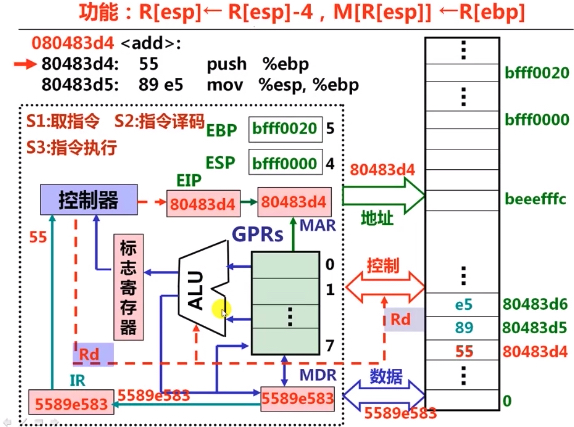 功能：R[esp]← R[esp]-4，M[R[esp]] ←R[ebp]
080483d4 <add>:
80483d4: 55 push %ebp
80483d5: 89 e5 mov %esp, %ebp
S1:取指令 S2:指令译码
S3:指令执行
EBP bfff0020 5
ESP bfff0000 4
EIP
控制器
80483d4
80483d4
MAR
80483d4
地址
55
标志寄存器
ALU
GPRs
0
1
⋮
7
控制
Rd
Rd
IR
MDR
数据
5589e583
5589e583
5589e583
5589e583
⋮
bfff0020
⋮
bfff0000
beeefffc
⋮
e5 80483d6
89 80483d5
55 80483d4
⋮
0